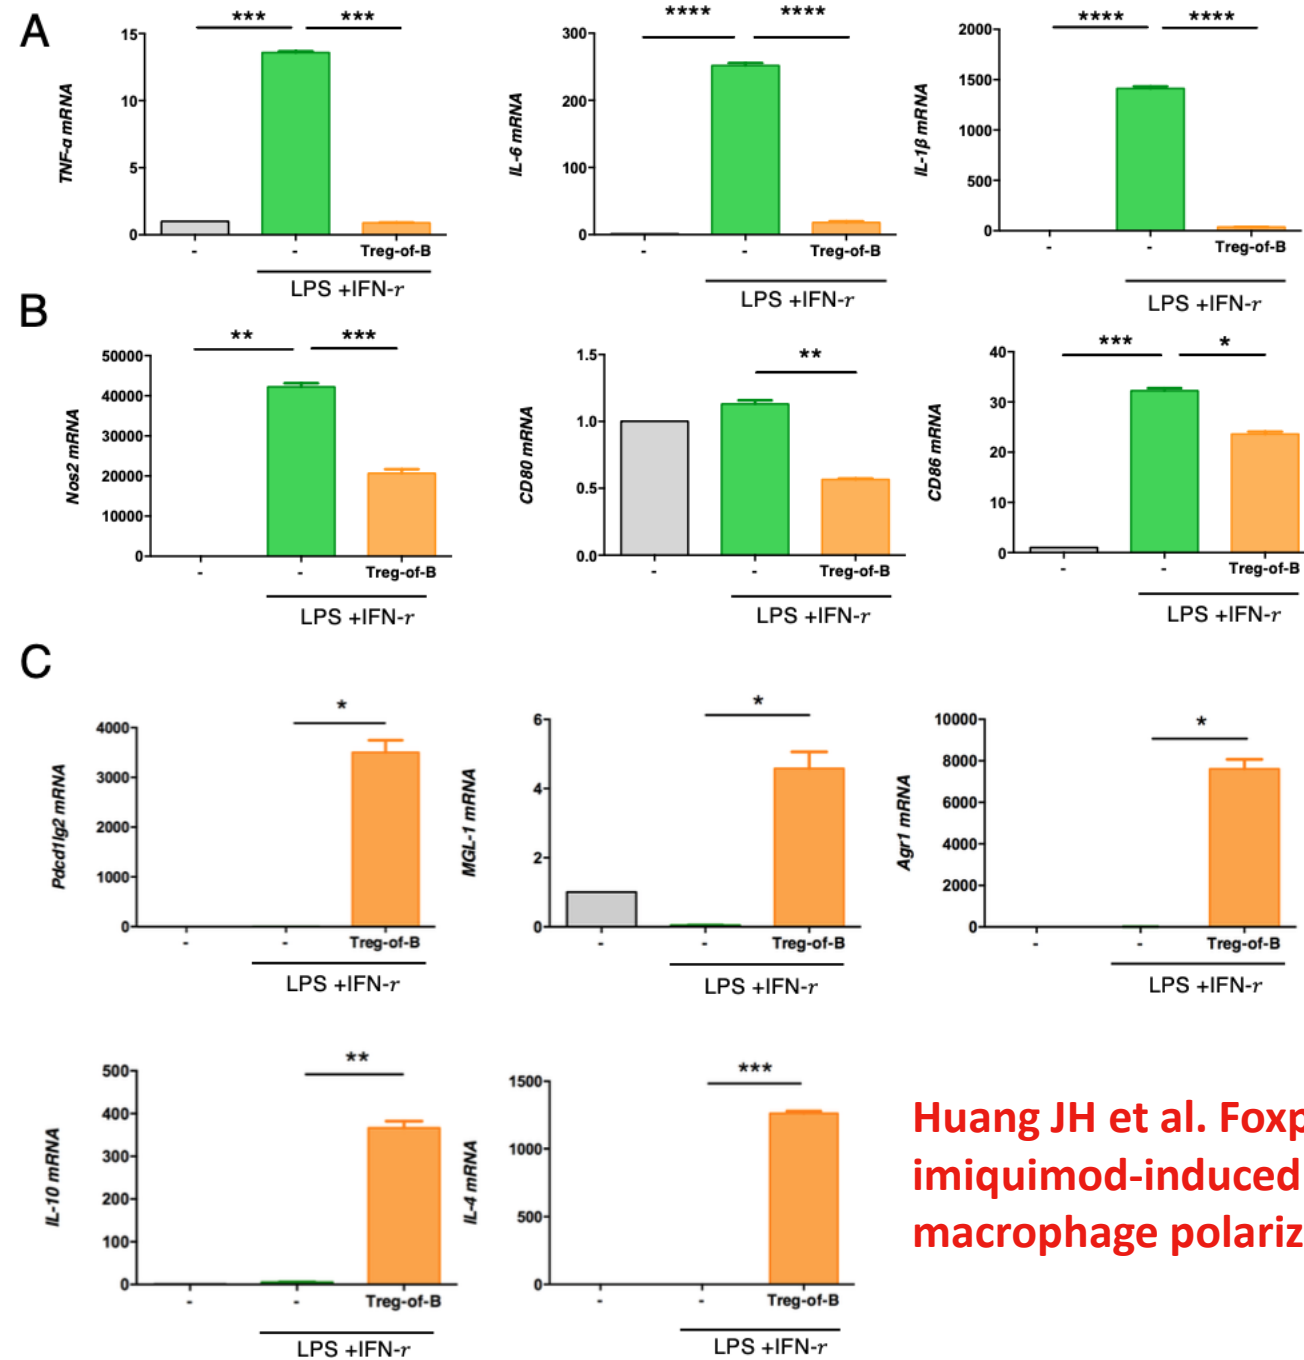 A
TNF-α mRNA
15
10
5
0
*** ***
- - Treg-of-B
LPS +IFN-r
IL-6 mRNA
300
200
100
0
**** ****
- - Treg-of-B
LPS +IFN-r
IL-1β mRNA
2000
1500
1000
500
0
**** ****
- - Treg-of-B
LPS +IFN-r
B
Nos2 mRNA
50000
40000
30000
20000
10000
0
** ***
- - Treg-of-B
LPS +IFN-r
CD80 mRNA
1.5
1.0
0.5
0.0
**
- - Treg-of-B
LPS +IFN-r
CD86 mRNA
40
30
20
10
0
*** *
- - Treg-of-B
LPS +IFN-r
C
Pdcd1lg2 mRNA
4000
3000
2000
1000
0
*
- - Treg-of-B
LPS +IFN-r
MGL-1 mRNA
6
4
2
0
*
- - Treg-of-B
LPS +IFN-r
Agr1 mRNA
10000
8000
6000
4000
2000
0
*
- - Treg-of-B
LPS +IFN-r
IL-10 mRNA
500
400
300
200
100
0
**
- - Treg-of-B
LPS +IFN-r
IL-4 mRNA
1500
1000
500
0
***
- - Treg-of-B
LPS +IFN-r
Huang JH et al. Foxp
imiquimod-induced
macrophage polariz